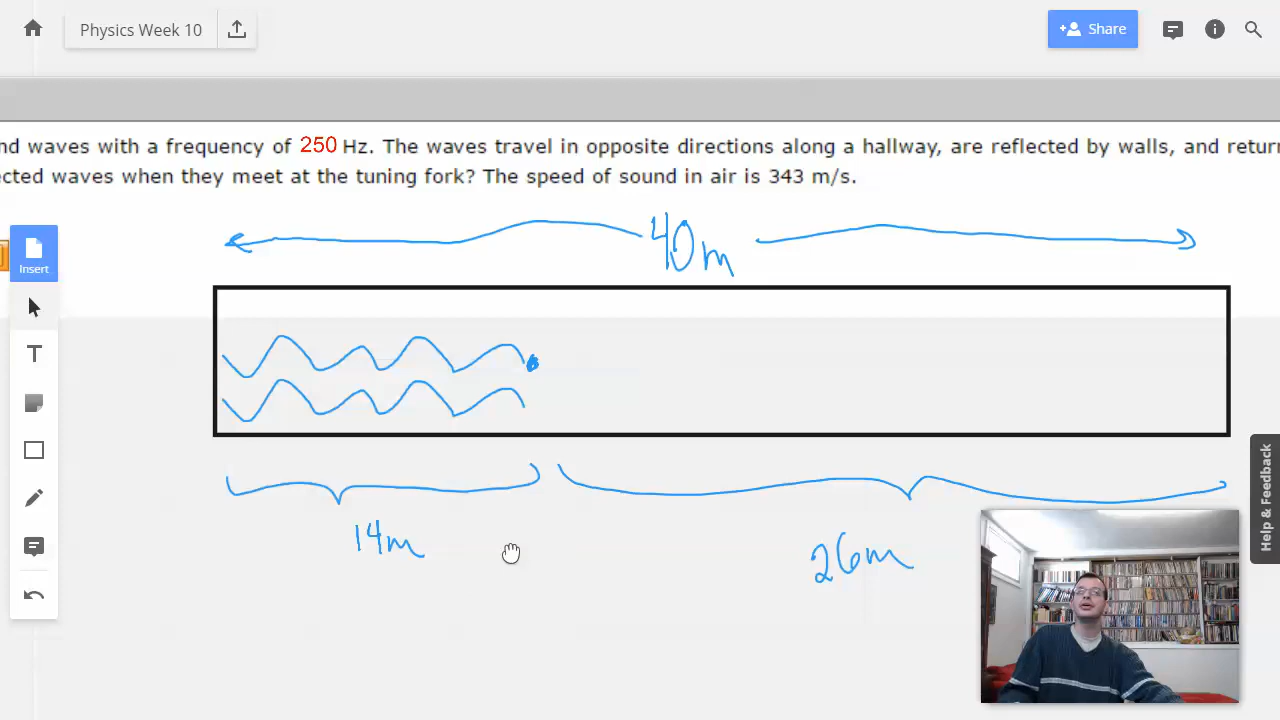 Physics Week 10
Share
nd waves with a frequency of 250 Hz. The waves travel in opposite directions along a hallway, are reflected by walls, and return
ected waves when they meet at the tuning fork? The speed of sound in air is 343 m/s.
40m
Insert
T
14m
26m
Help & Feedback